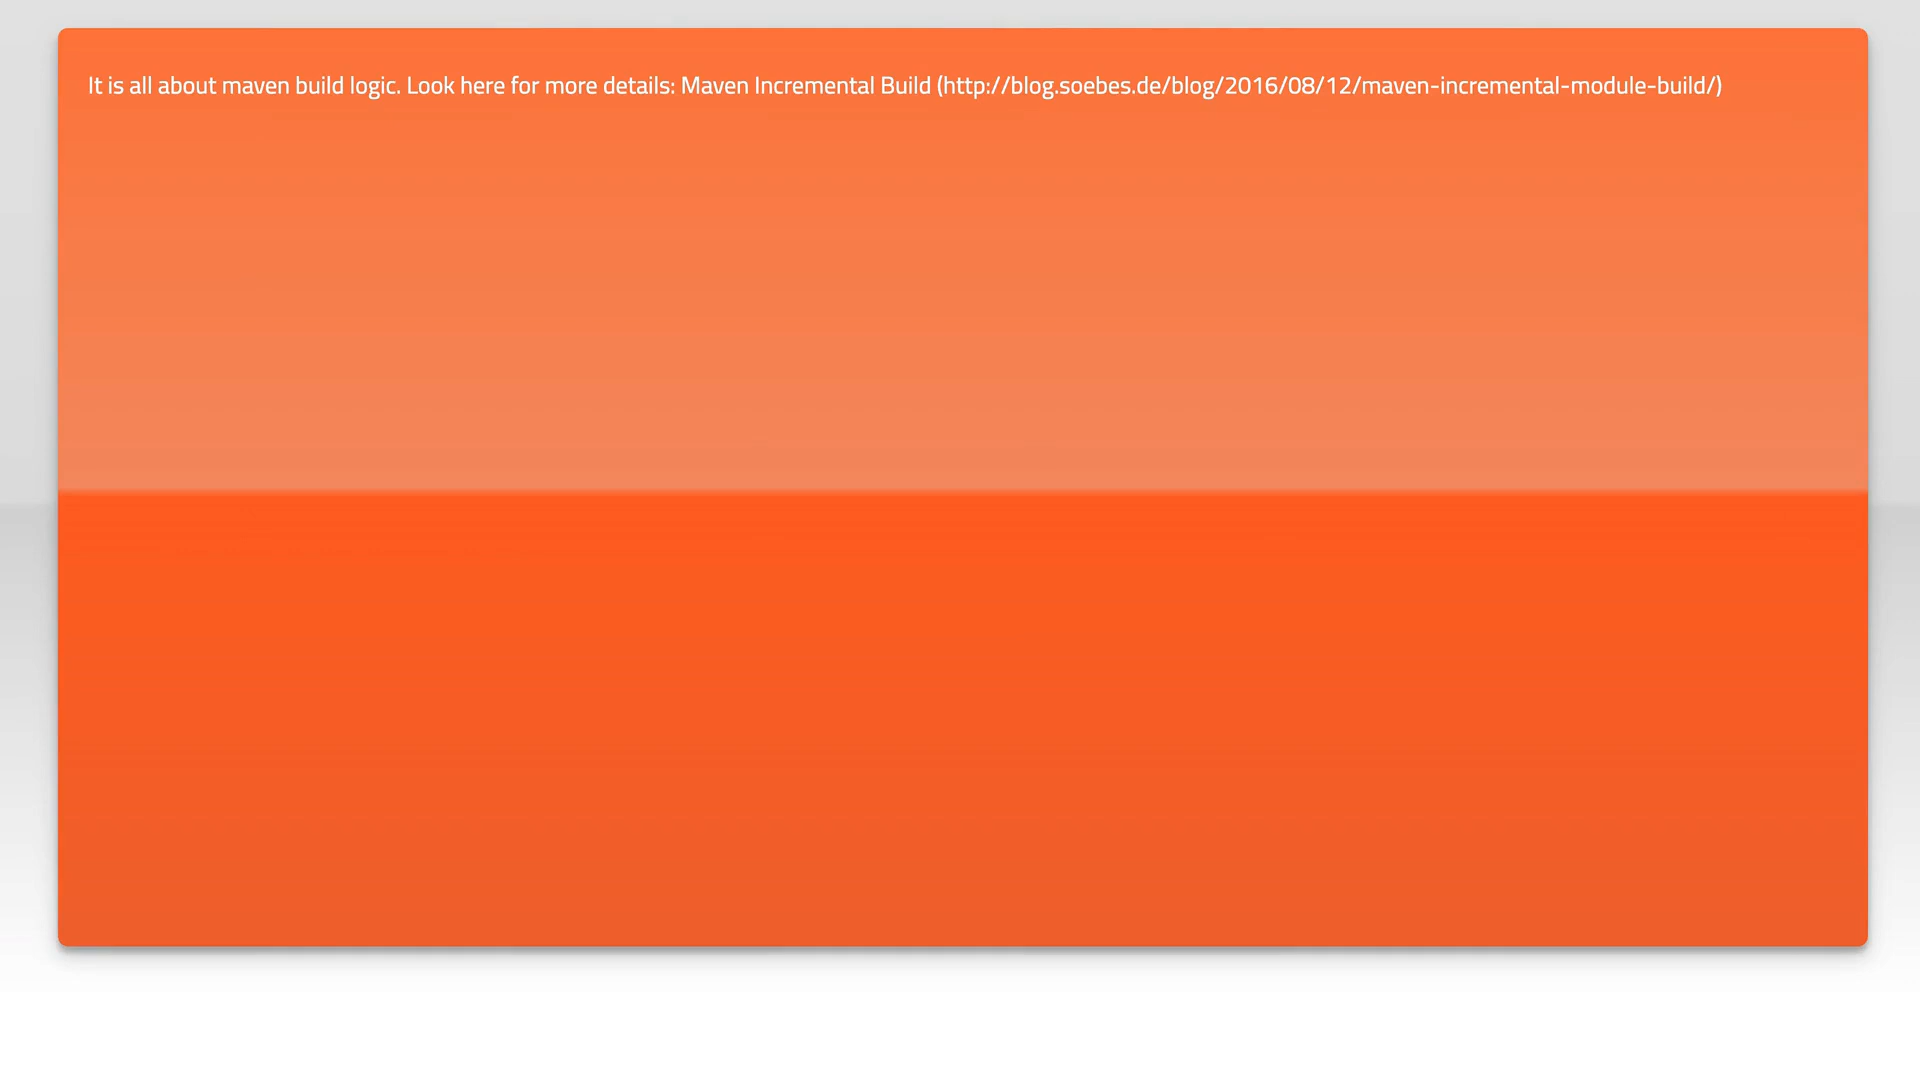 It is all about maven build logic. Look here for more details: Maven Incremental Build (http://blog.soebes.de/blog/2016/08/12/maven-incremental-module-build/)